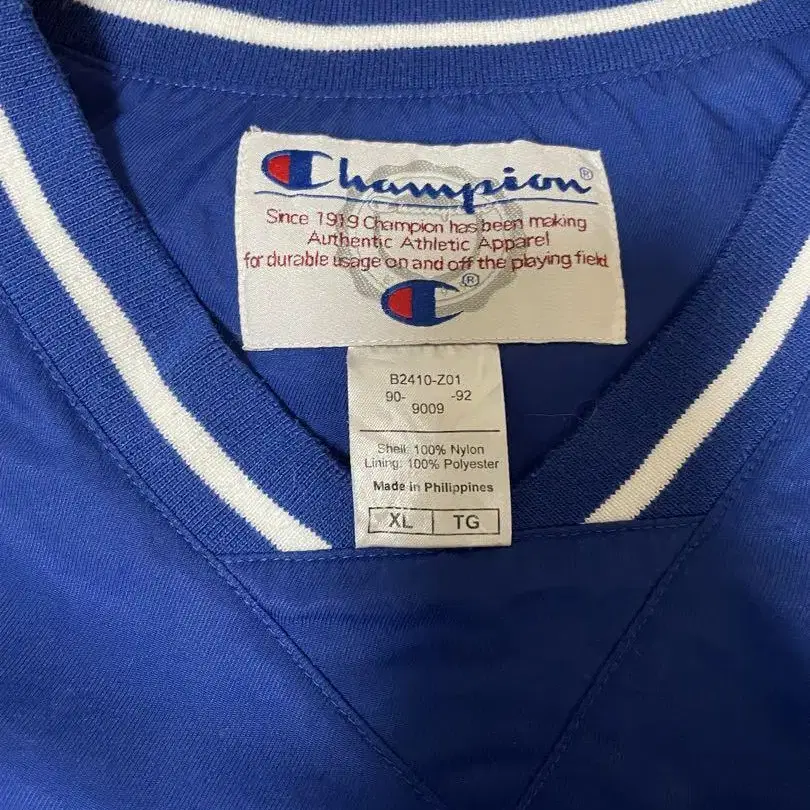 Champion®
Since 1919 Champion has been making
Authentic Athletic Apparel
for durable usage on and off the playing field.
®
B2410-Z01
90- -92
9009
Shell: 100% Nylon
Lining: 100% Polyester
Made in Philippines
XL TG